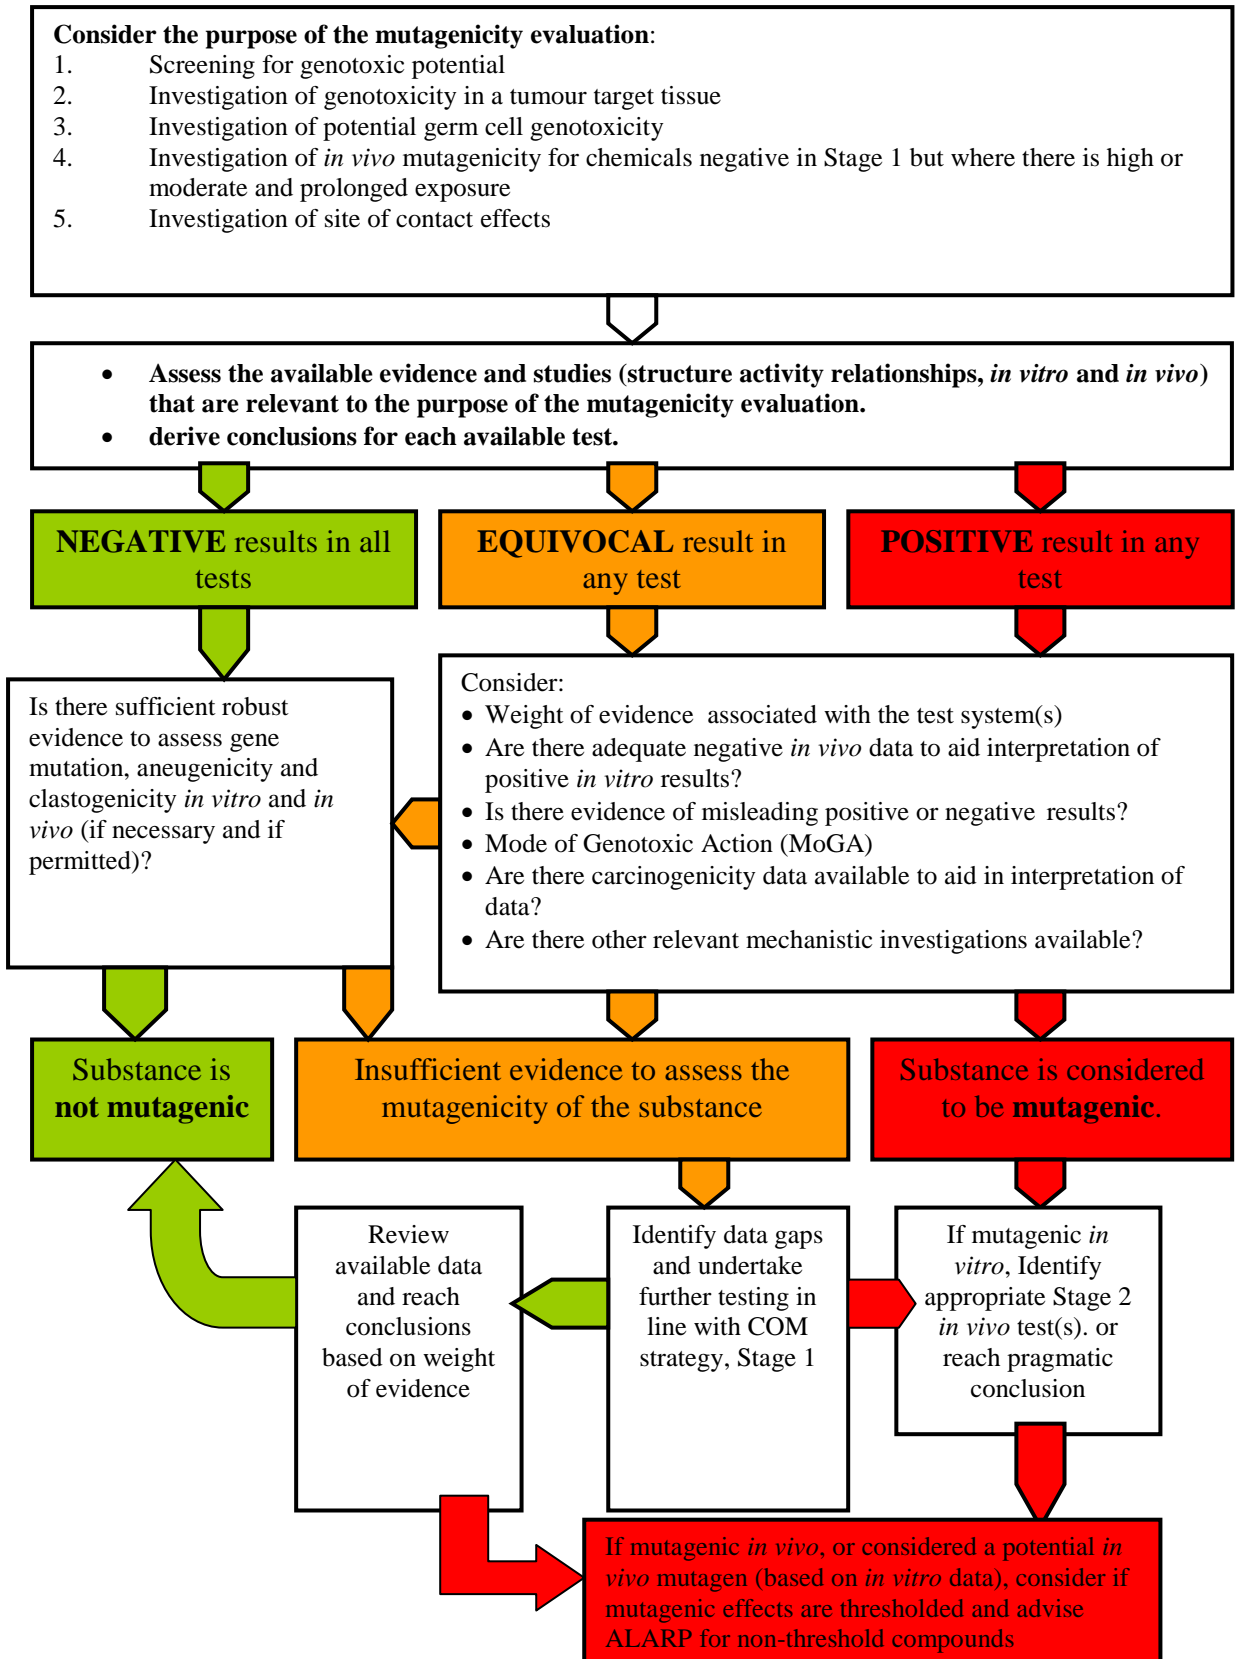 Consider the purpose of the mutagenicity evaluation:
1. Screening for genotoxic potential
2. Investigation of genotoxicity in a tumour target tissue
3. Investigation of potential germ cell genotoxicity
4. Investigation of in vivo mutagenicity for chemicals negative in Stage 1 but where there is high or
moderate and prolonged exposure
5. Investigation of site of contact effects
• Assess the available evidence and studies (structure activity relationships, in vitro and in vivo)
that are relevant to the purpose of the mutagenicity evaluation.
• derive conclusions for each available test.
NEGATIVE results in all
tests
EQUIVOCAL result in
any test
POSITIVE result in any
test
Is there sufficient robust
evidence to assess gene
mutation, aneugenicity and
clastogenicity in vitro and in
vivo (if necessary and if
permitted)?
Consider:
• Weight of evidence associated with the test system(s)
• Are there adequate negative in vivo data to aid interpretation of
positive in vitro results?
• Is there evidence of misleading positive or negative results?
• Mode of Genotoxic Action (MoGA)
• Are there carcinogenicity data available to aid in interpretation of
data?
• Are there other relevant mechanistic investigations available?
Substance is
not mutagenic
Insufficient evidence to assess the
mutagenicity of the substance
Substance is considered
to be mutagenic.
Review
available data
and reach
conclusions
based on weight
of evidence
Identify data gaps
and undertake
further testing in
line with COM
strategy, Stage 1
If mutagenic in
vitro, Identify
appropriate Stage 2
in vivo test(s). or
reach pragmatic
conclusion
If mutagenic in vivo, or considered a potential in
vivo mutagen (based on in vitro data), consider if
mutagenic effects are thresholded and advise
ALARP for non-threshold compounds